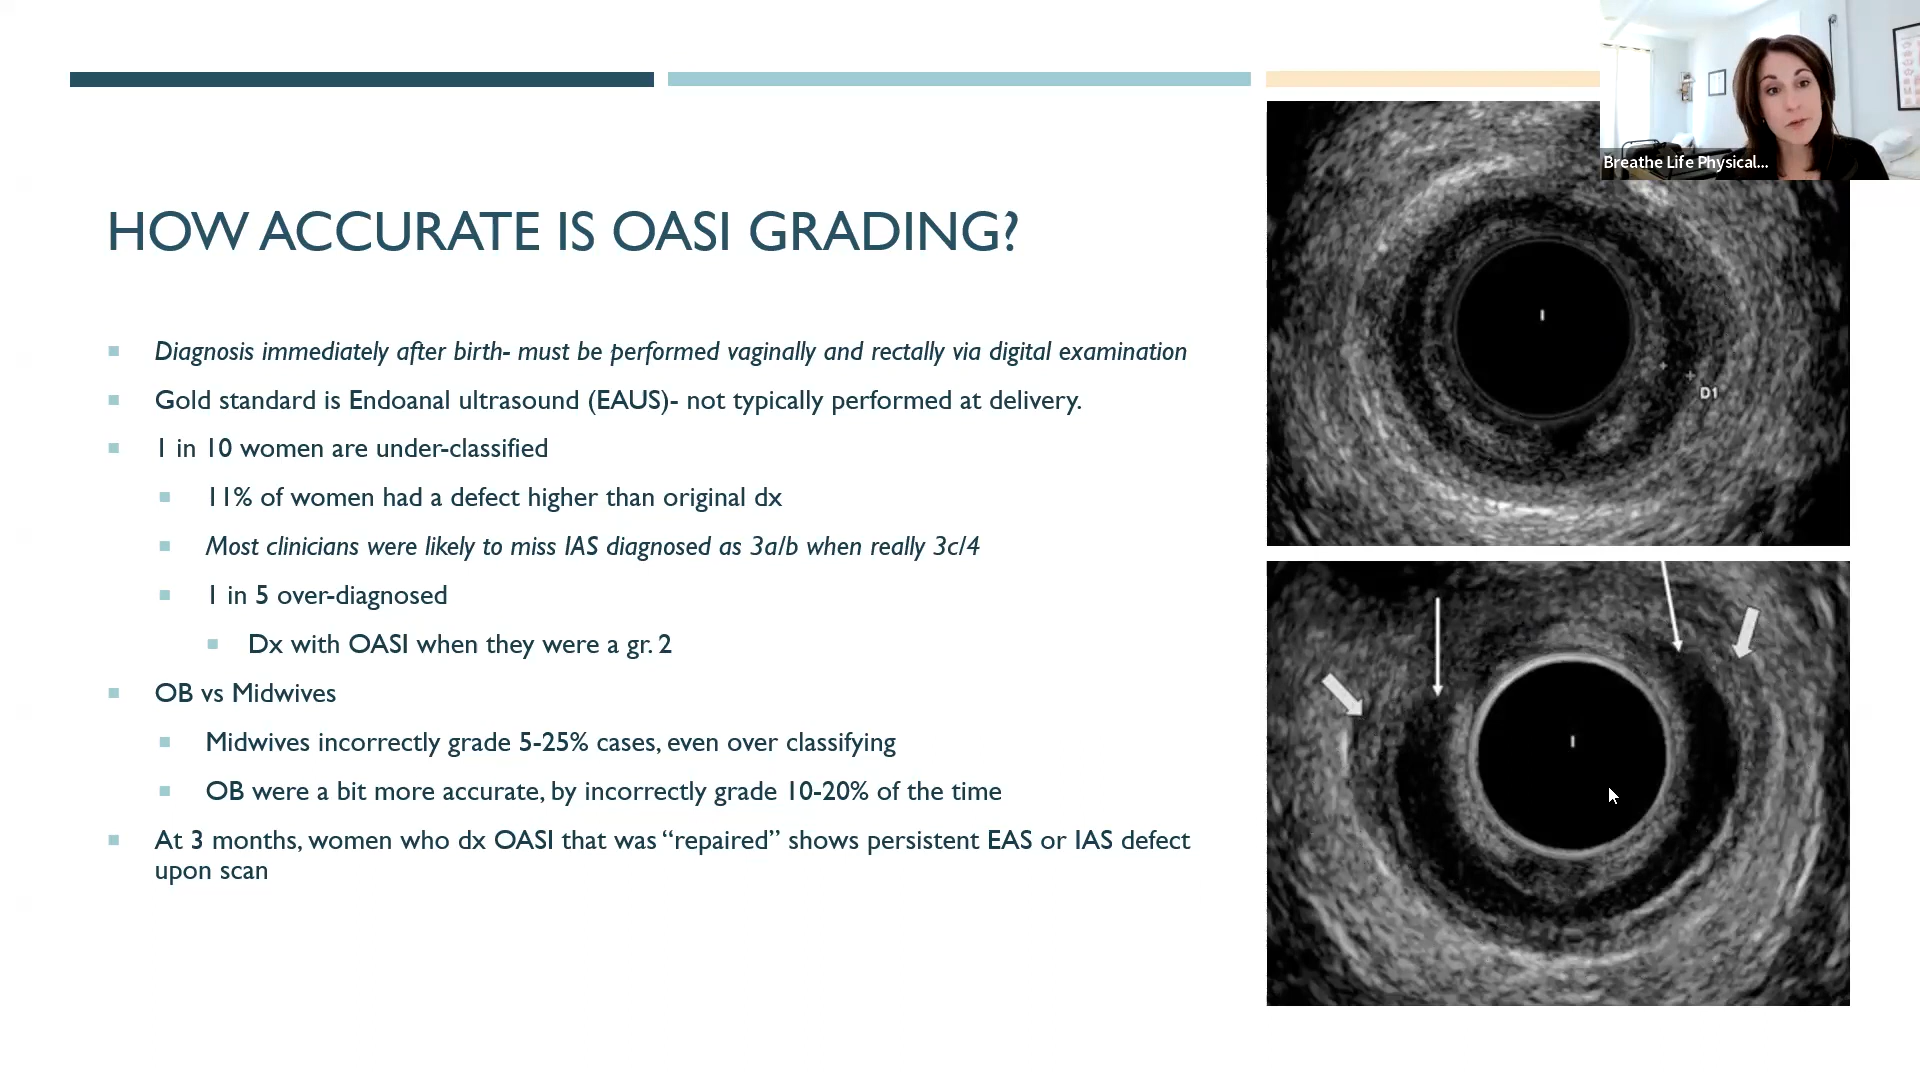 Breathe Life Physical...
HOW ACCURATE IS OASI GRADING?
Diagnosis immediately after birth- must be performed vaginally and rectally via digital examination
Gold standard is Endoanal ultrasound (EAUS)- not typically performed at delivery.
1 in 10 women are under-classified
11% of women had a defect higher than original dx
Most clinicians were likely to miss IAS diagnosed as 3a/b when really 3c/4
1 in 5 over-diagnosed
Dx with OASI when they were a gr. 2
OB vs Midwives
Midwives incorrectly grade 5-25% cases, even over classifying
OB were a bit more accurate, by incorrectly grade 10-20% of the time
At 3 months, women who dx OASI that was “repaired” shows persistent EAS or IAS defect
upon scan
D1